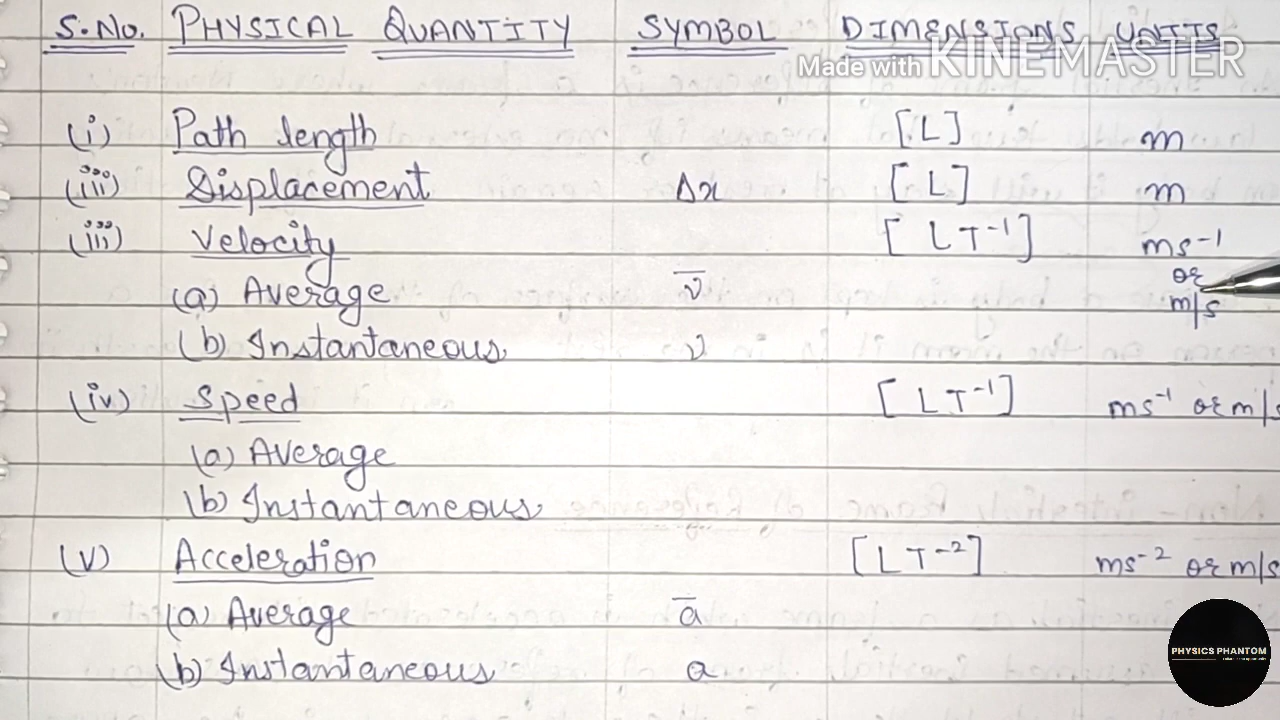 S.No. PHYSICAL QUANTITY SYMBOL DIMENSIONS UNITS
Made with KINEMASTER
(i) Path length [L] m
(iii) Displacement Δx [L] m
(iii) Velocity [LT⁻¹] ms⁻¹
or
(a) Average v̅ m/s
(b) Instantaneous v
(iv) Speed [LT⁻¹] ms⁻¹ or m/s
(a) Average
(b) Instantaneous
(v) Acceleration [LT⁻²] ms⁻² or m/s
(a) Average a̅
(b) Instantaneous a
PHYSICS PHANTOM